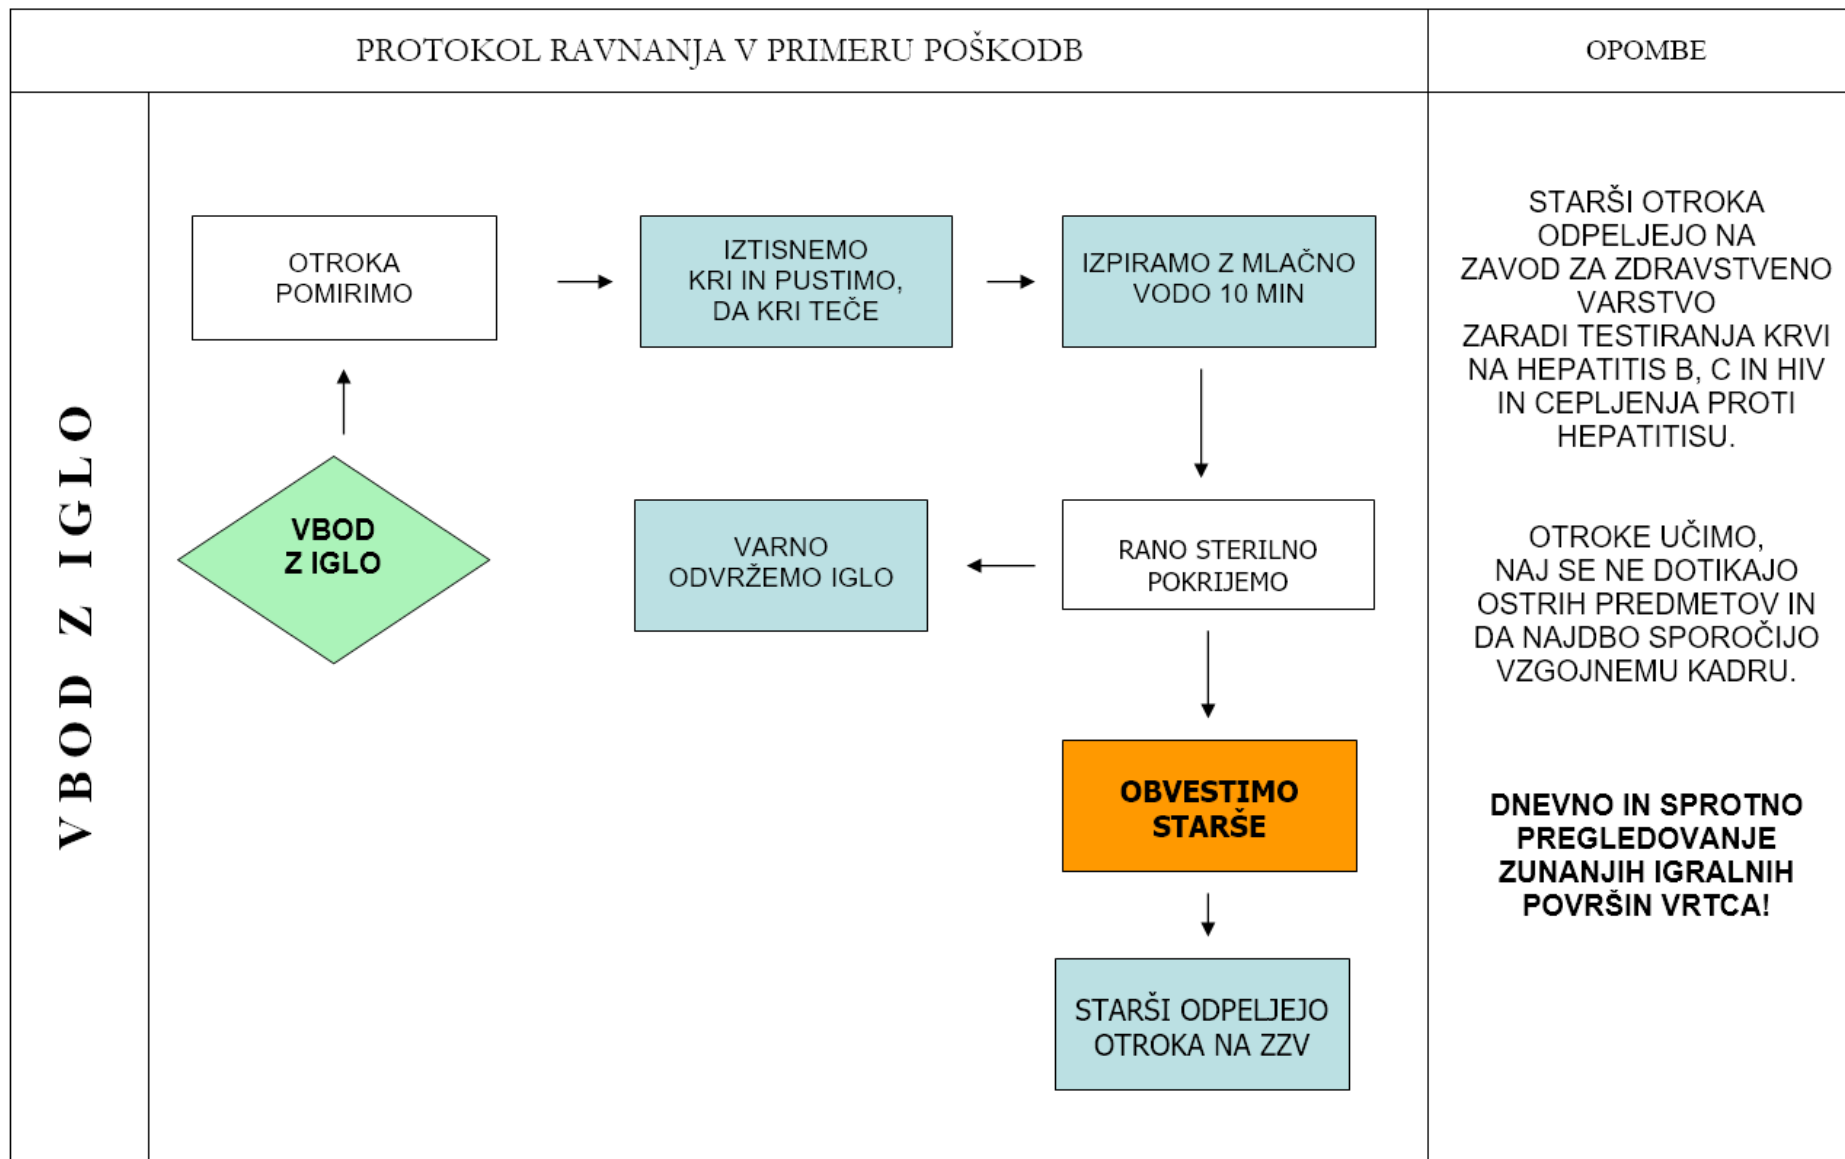 PROTOKOL RAVNANJA V PRIMERU POŠKODB
OPOMBE
VBOD Z IGLO
OTROKA
POMIRIMO
IZTISNEMO
KRI IN PUSTIMO,
DA KRI TEČE
IZPIRAMO Z MLAČNO
VODO 10 MIN
VBOD
Z IGLO
VARNO
ODVRŽEMO IGLO
RANO STERILNO
POKRIJEMO
OBVESTIMO
STARŠE
STARŠI ODPELJEJO
OTROKA NA ZZV
STARŠI OTROKA
ODPELJEJO NA
ZAVOD ZA ZDRAVSTVENO
VARSTVO
ZARADI TESTIRANJA KRVI
NA HEPATITIS B, C IN HIV
IN CEPLJENJA PROTI
HEPATITISU.
OTROKE UČIMO,
NAJ SE NE DOTIKAJO
OSTRIH PREDMETOV IN
DA NAJDBO SPOROČIJO
VZGOJNEMU KADRU.
DNEVNO IN SPROTNO
PREGLEDOVANJE
ZUNANJIH IGRALNIH
POVRŠIN VRTCA!